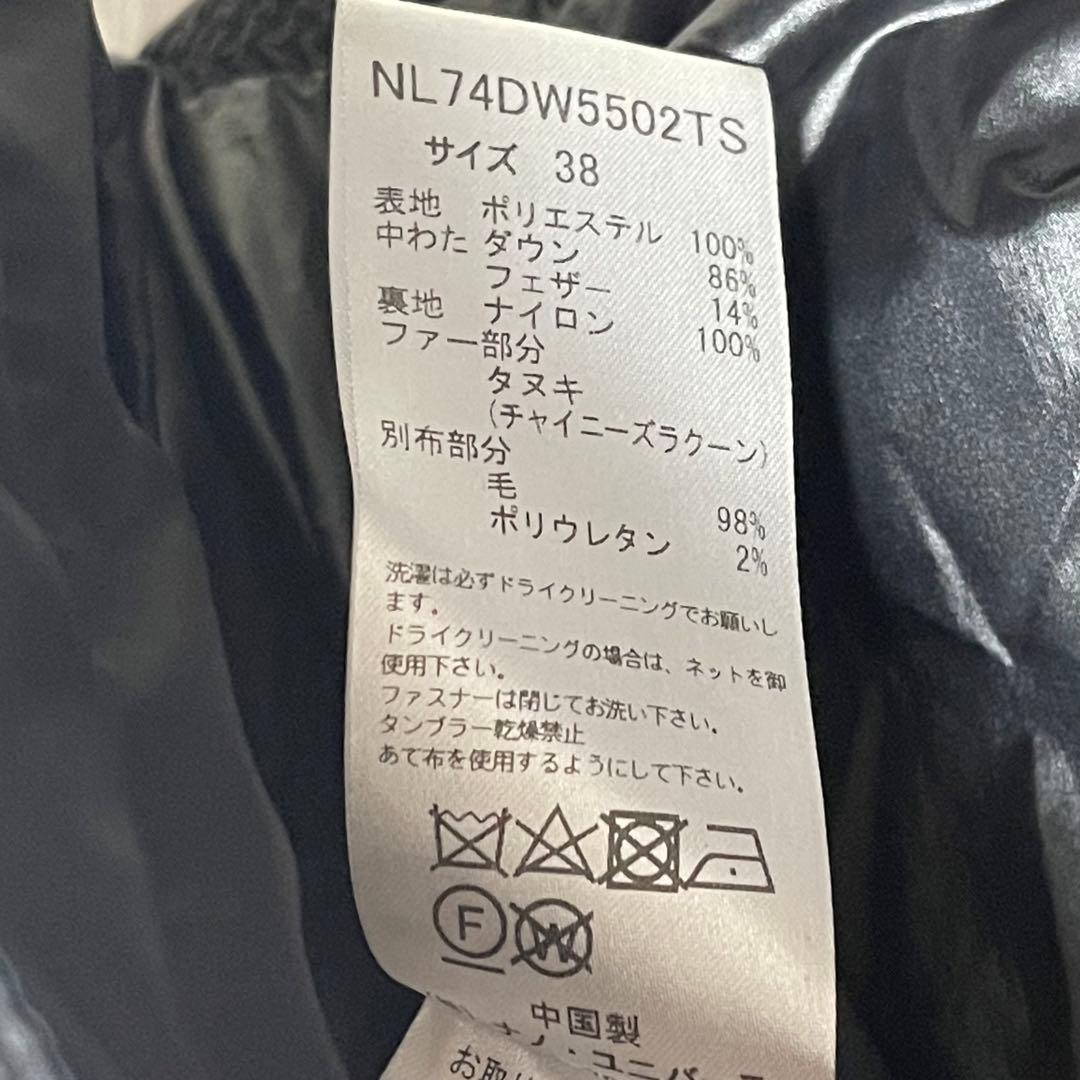 NL74DW5502TS
サイズ 38
表地 ポリエステル 100%
中わた ダウン 86%
フェザー 14%
裏地 ナイロン 100%
ファー部分
タヌキ
(チャイニーズラクーン)
別布部分
毛 98%
ポリウレタン 2%
洗濯は必ずドライクリーニングでお願いし
ます。
ドライクリーニングの場合は、ネットを御
使用下さい。
ファスナーは閉じてお洗い下さい。
タンブラー乾燥禁止
あて布を使用するようにして下さい。
F
W
中国製
・ユニバ
お取